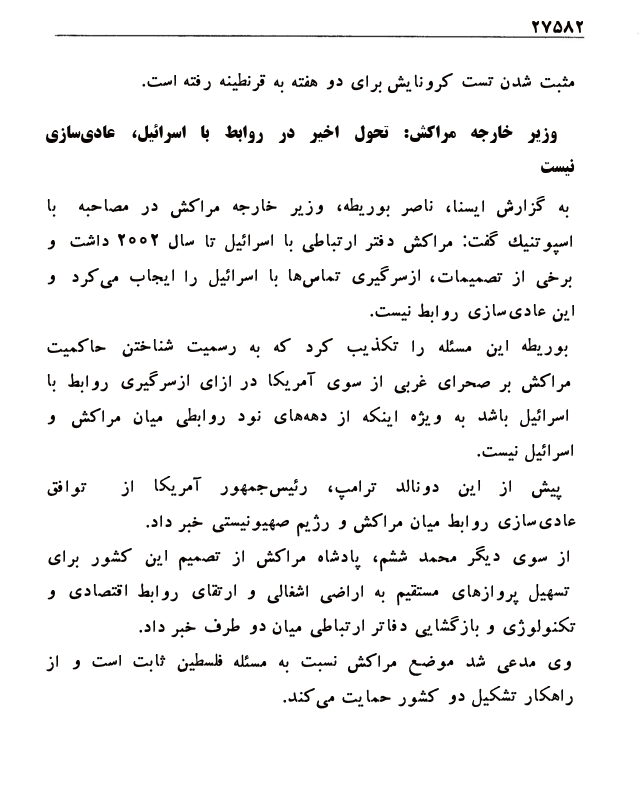 ۲۷۵۸۲
مثبت شدن تست کرونایش برای دو هفته به قرنطینه رفته است.
وزیر خارجه مراکش: تحول اخیر در روابط با اسرائیل، عادی‌سازی
نیست
به گزارش ایسنا، ناصر بوریطه، وزیر خارجه مراکش در مصاحبه با
اسپوتنیك گفت: مراکش دفتر ارتباطی با اسرائیل تا سال ۲۰۰۲ داشت و
برخی از تصمیمات، ازسرگیری تماس‌ها با اسرائیل را ایجاب می‌کرد و
این عادی‌سازی روابط نیست.
بوریطه این مسئله را تکذیب کرد که به رسمیت شناختن حاکمیت
مراکش بر صحرای غربی از سوی آمریکا در ازای ازسرگیری روابط با
اسرائیل باشد به ویژه اینکه از دهه‌های نود روابطی میان مراکش و
اسرائیل نیست.
پیش از این دونالد ترامپ، رئیس‌جمهور آمریکا از توافق
عادی‌سازی روابط میان مراکش و رژیم صهیونیستی خبر داد.
از سوی دیگر محمد ششم، پادشاه مراکش از تصمیم این کشور برای
تسهیل پروازهای مستقیم به اراضی اشغالی و ارتقای روابط اقتصادی و
تکنولوژی و بازگشایی دفاتر ارتباطی میان دو طرف خبر داد.
وی مدعی شد موضع مراکش نسبت به مسئله فلسطین ثابت است و از
راهکار تشکیل دو کشور حمایت می‌کند.